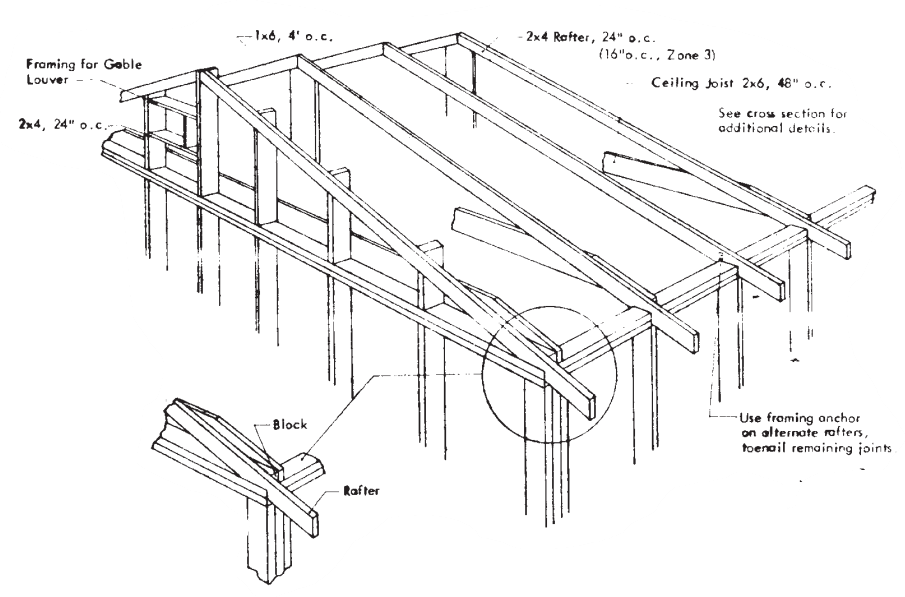 1x6, 4' o.c.
2x4 Rafter, 24" o.c.
(16"o.c., Zone 3)
Framing for Gable
Louver
Ceiling Joist 2x6, 48" o.c.
See cross section for
additional details.
2x4, 24" o.c.
Use framing anchor
on alternate rafters,
toenail remaining joints.
Block
Rafter